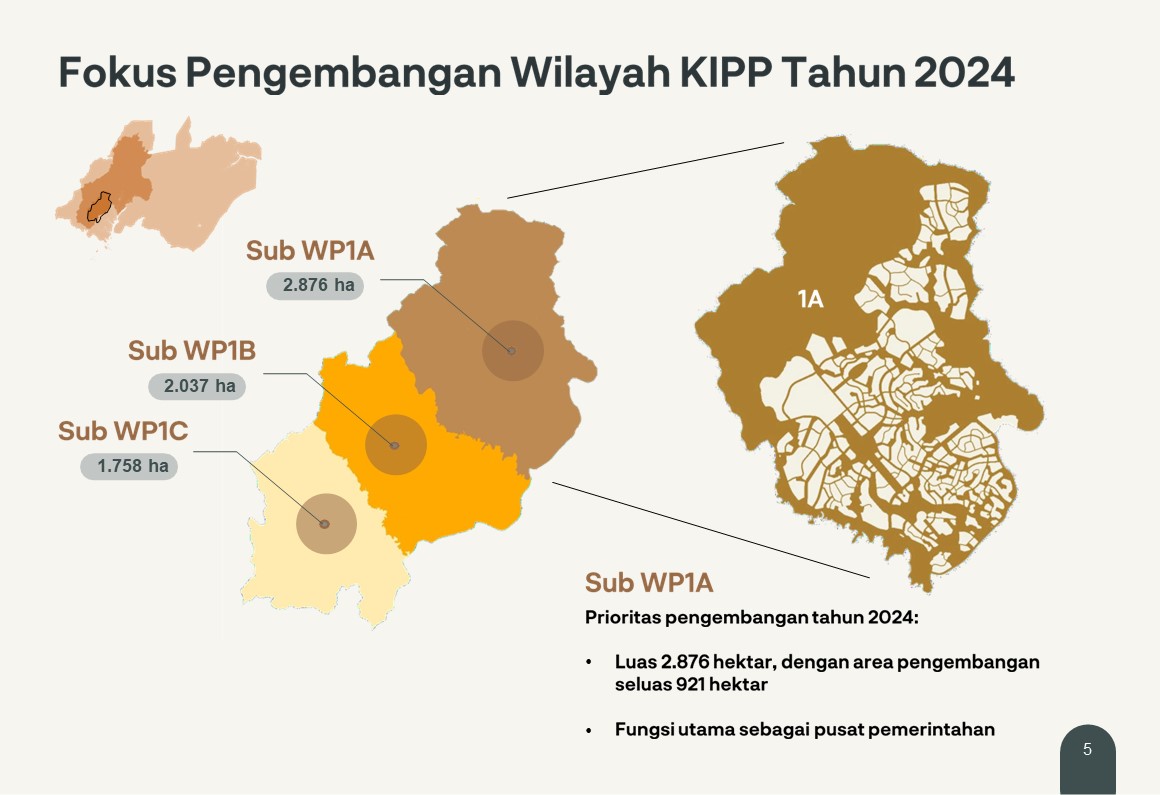 Fokus Pengembangan Wilayah KIPP Tahun 2024
Sub WP1A
2.876 ha
Sub WP1B
2.037 ha
Sub WP1C
1.758 ha
1A
Sub WP1A
Prioritas pengembangan tahun 2024:
• Luas 2.876 hektar, dengan area pengembangan
seluas 921 hektar
• Fungsi utama sebagai pusat pemerintahan
5